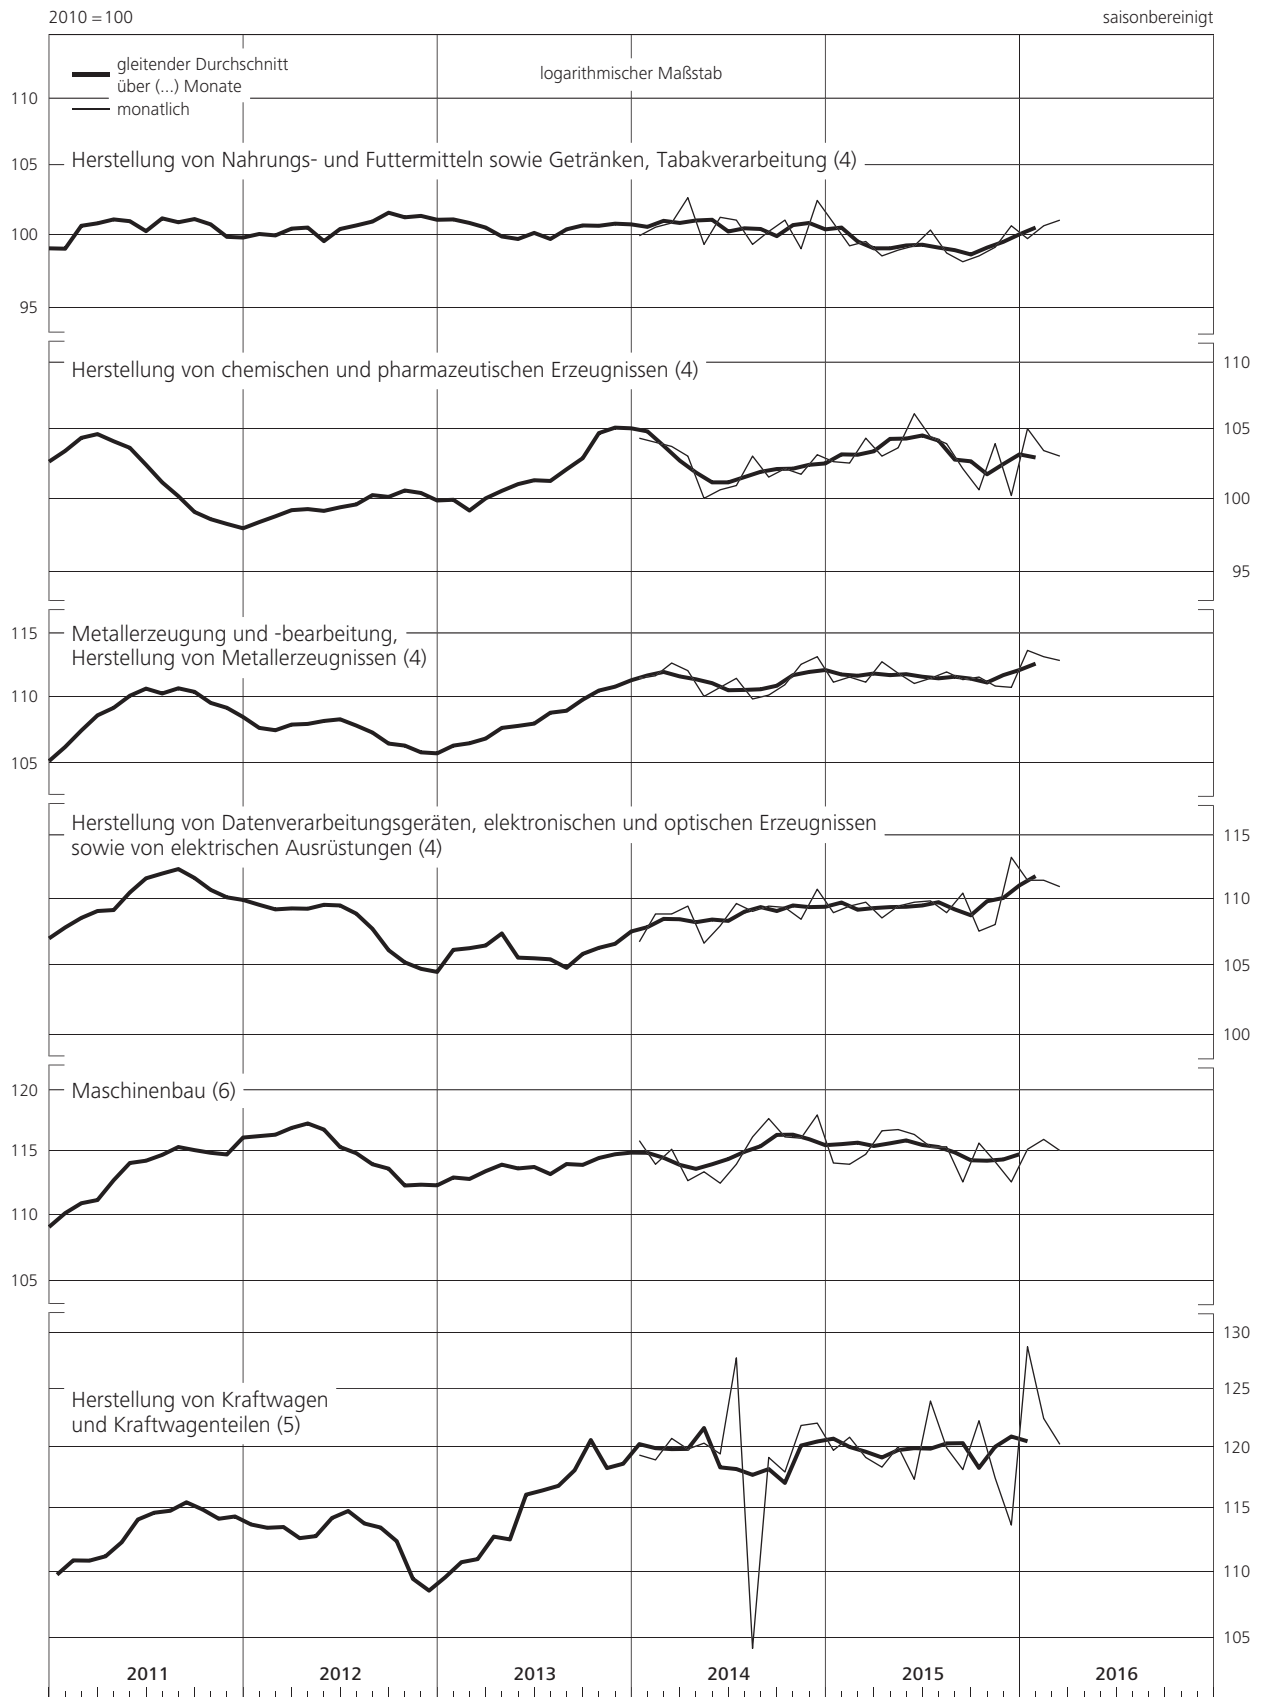 2010 = 100
saisonbereinigt
gleitender Durchschnitt
über (...) Monate
monatlich
logarithmischer Maßstab
110
105
Herstellung von Nahrungs- und Futtermitteln sowie Getränken, Tabakverarbeitung (4)
100
95
110
Herstellung von chemischen und pharmazeutischen Erzeugnissen (4)
105
100
95
115
Metallerzeugung und -bearbeitung,
Herstellung von Metallerzeugnissen (4)
110
105
Herstellung von Datenverarbeitungsgeräten, elektronischen und optischen Erzeugnissen
115
sowie von elektrischen Ausrüstungen (4)
110
105
100
120
Maschinenbau (6)
115
110
105
130
125
Herstellung von Kraftwagen
und Kraftwagenteilen (5)
120
115
110
105
2011 2012 2013 2014 2015 2016